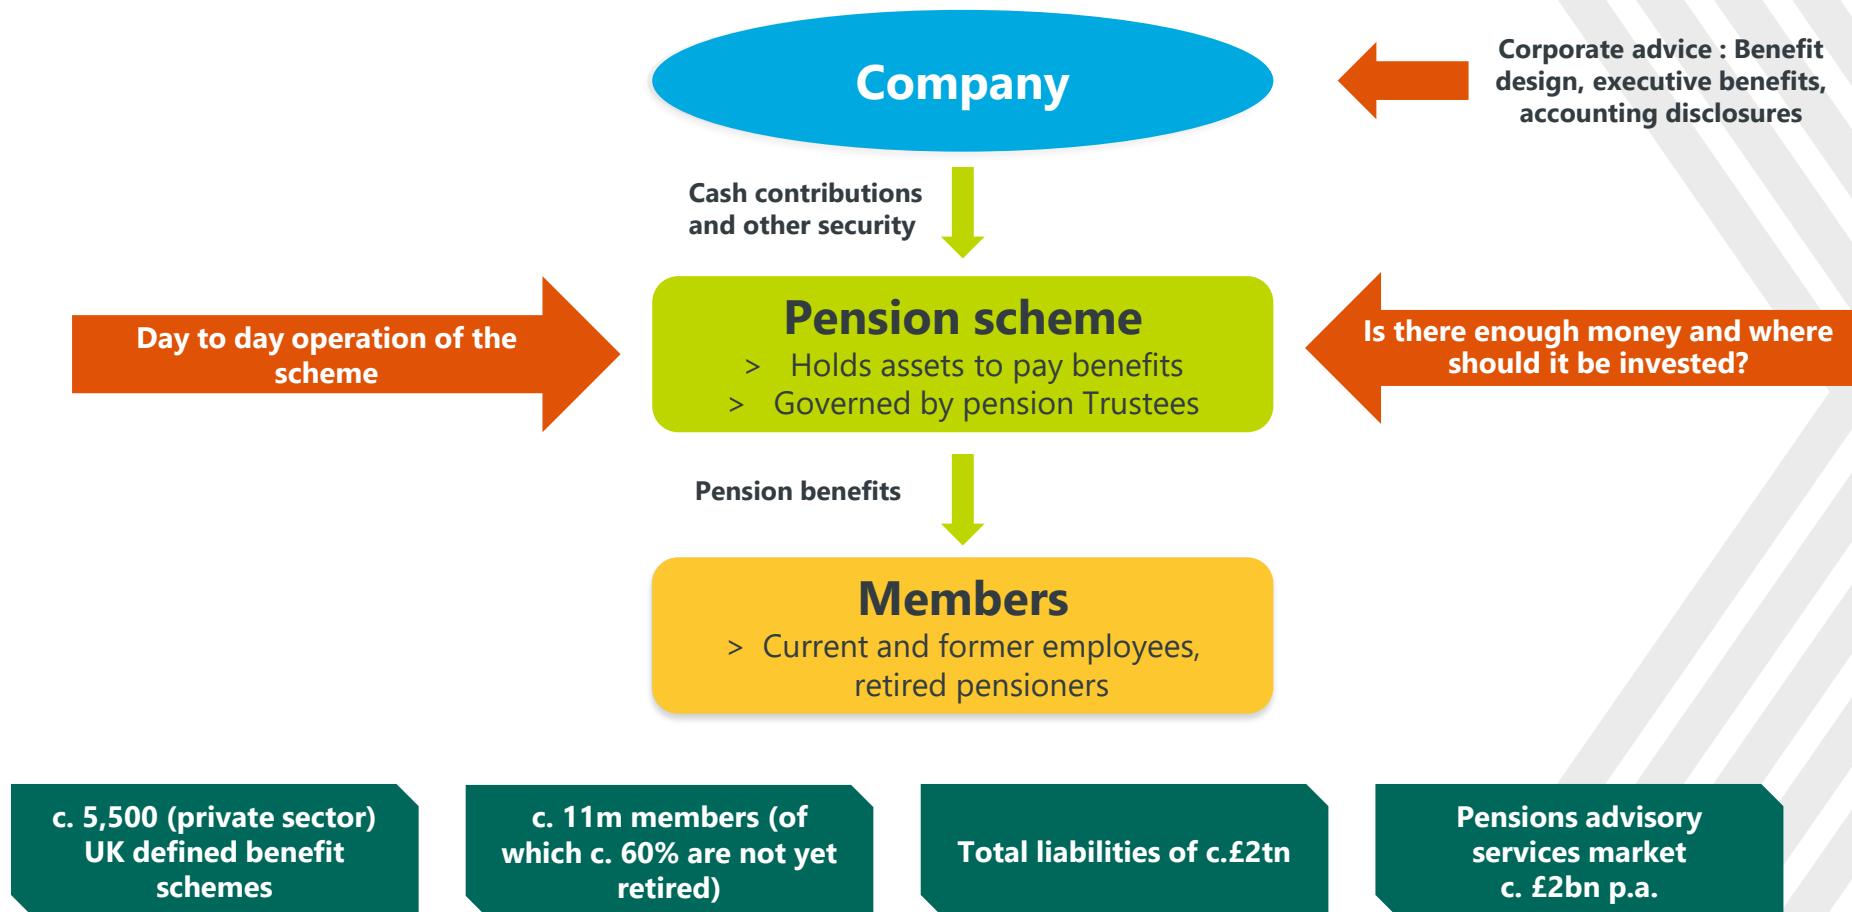 Company
Corporate advice : Benefit
design, executive benefits,
accounting disclosures
Cash contributions
and other security
Day to day operation of the
scheme
Pension scheme
> Holds assets to pay benefits
> Governed by pension Trustees
Is there enough money and where
should it be invested?
Pension benefits
Members
> Current and former employees,
retired pensioners
c. 5,500 (private sector)
UK defined benefit
schemes
c. 11m members (of
which c. 60% are not yet
retired)
Total liabilities of c.£2tn
Pensions advisory
services market
c. £2bn p.a.